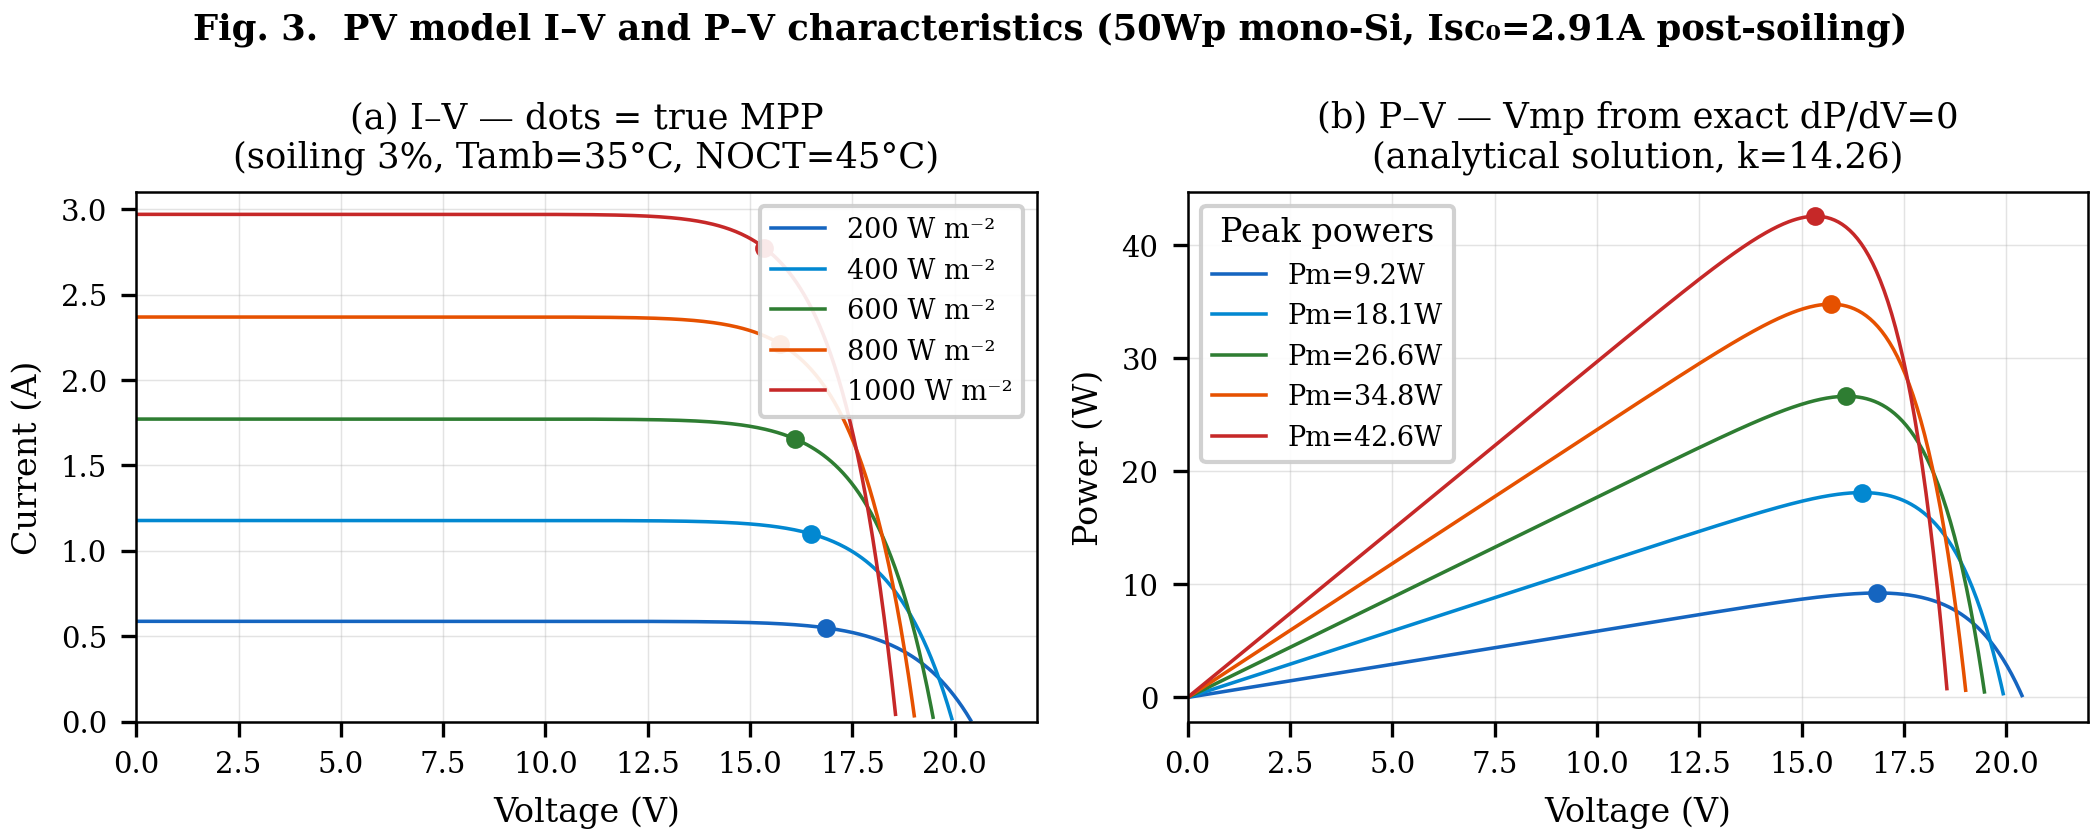 Fig. 3.  PV model I–V and P–V characteristics (50Wp mono-Si, Isc₀=2.91A post-soiling)
(a) I–V — dots = true MPP
(soiling 3%, Tamb=35°C, NOCT=45°C)
200 W m⁻²
400 W m⁻²
600 W m⁻²
800 W m⁻²
1000 W m⁻²
Current (A)
3.0
2.5
2.0
1.5
1.0
0.5
0.0
0.0 2.5 5.0 7.5 10.0 12.5 15.0 17.5 20.0
Voltage (V)
(b) P–V — Vmp from exact dP/dV=0
(analytical solution, k=14.26)
Peak powers
Pm=9.2W
Pm=18.1W
Pm=26.6W
Pm=34.8W
Pm=42.6W
Power (W)
40
30
20
10
0
0.0 2.5 5.0 7.5 10.0 12.5 15.0 17.5 20.0
Voltage (V)